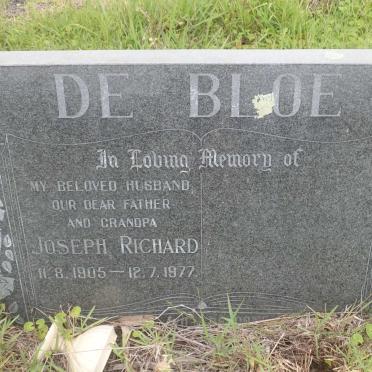 DE BLOE
In Loving Memory of
MY BELOVED HUSBAND,
OUR DEAR FATHER
AND GRANDPA
JOSEPH RICHARD
11.8.1905 — 12.7.1977.